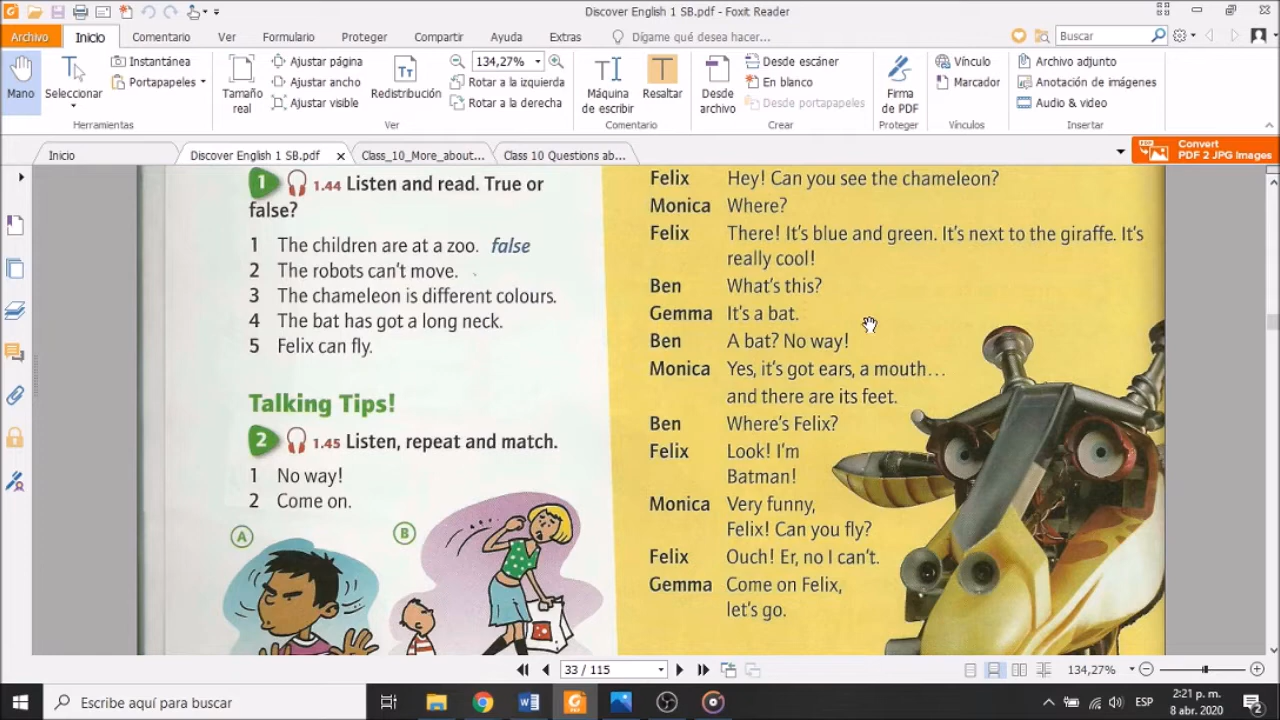 Discover English 1 SB.pdf - Foxit Reader
Archivo Inicio Comentario Ver Formulario Proteger Compartir Ayuda Extras Dígame qué desea hacer... Buscar
Mano
Seleccionar
Instantánea
Portapapeles
Herramientas
Tamaño real
Ajustar página
Ajustar ancho
Ajustar visible
Redistribución
134,27%
Rotar a la izquierda
Rotar a la derecha
Ver
Máquina de escribir
Resaltar
Comentario
Desde archivo
Desde escáner
En blanco
Desde portapapeles
Crear
Firma de PDF
Proteger
Vínculo
Marcador
Vínculos
Archivo adjunto
Anotación de imágenes
Audio & video
Insertar
Inicio Discover English 1 SB.pdf Class_10_More_about... Class 10 Questions ab...
Convert
PDF 2 JPG Images
1 1.44 Listen and read. True or
false?
1 The children are at a zoo. false
2 The robots can't move.
3 The chameleon is different colours.
4 The bat has got a long neck.
5 Felix can fly.
Talking Tips!
2 1.45 Listen, repeat and match.
1 No way!
2 Come on.
A
B
Felix Hey! Can you see the chameleon?
Monica Where?
Felix There! It's blue and green. It's next to the giraffe. It's
really cool!
Ben What's this?
Gemma It's a bat.
Ben A bat? No way!
Monica Yes, it's got ears, a mouth…
and there are its feet.
Ben Where's Felix?
Felix Look! I'm
Batman!
Monica Very funny,
Felix! Can you fly?
Felix Ouch! Er, no I can't.
Gemma Come on Felix,
let's go.
33 / 115
134,27%
Escribe aquí para buscar
ESP
2:21 p. m.
8 abr. 2020
2